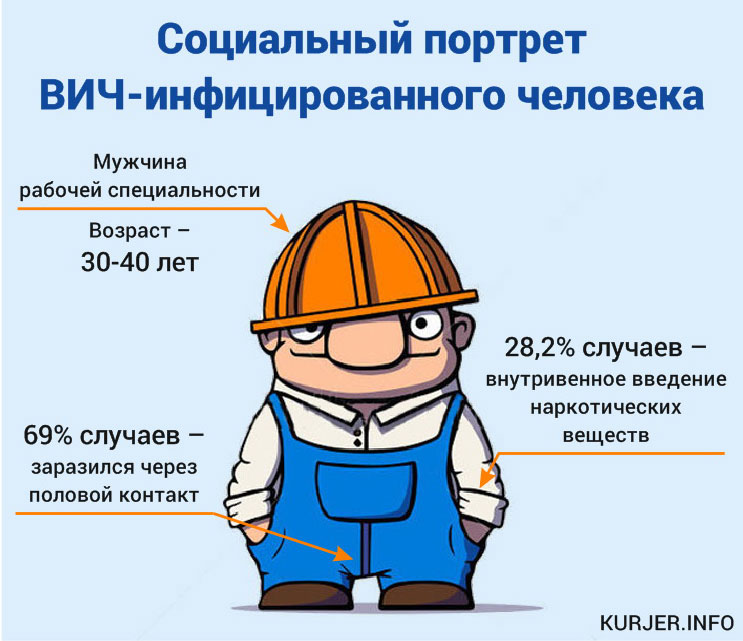 Социальный портрет
ВИЧ-инфицированного человека
Мужчина
рабочей специальности
Возраст –
30-40 лет
28,2% случаев –
внутривенное введение
наркотических
веществ
69% случаев –
заразился через
половой контакт
KURJER.INFO